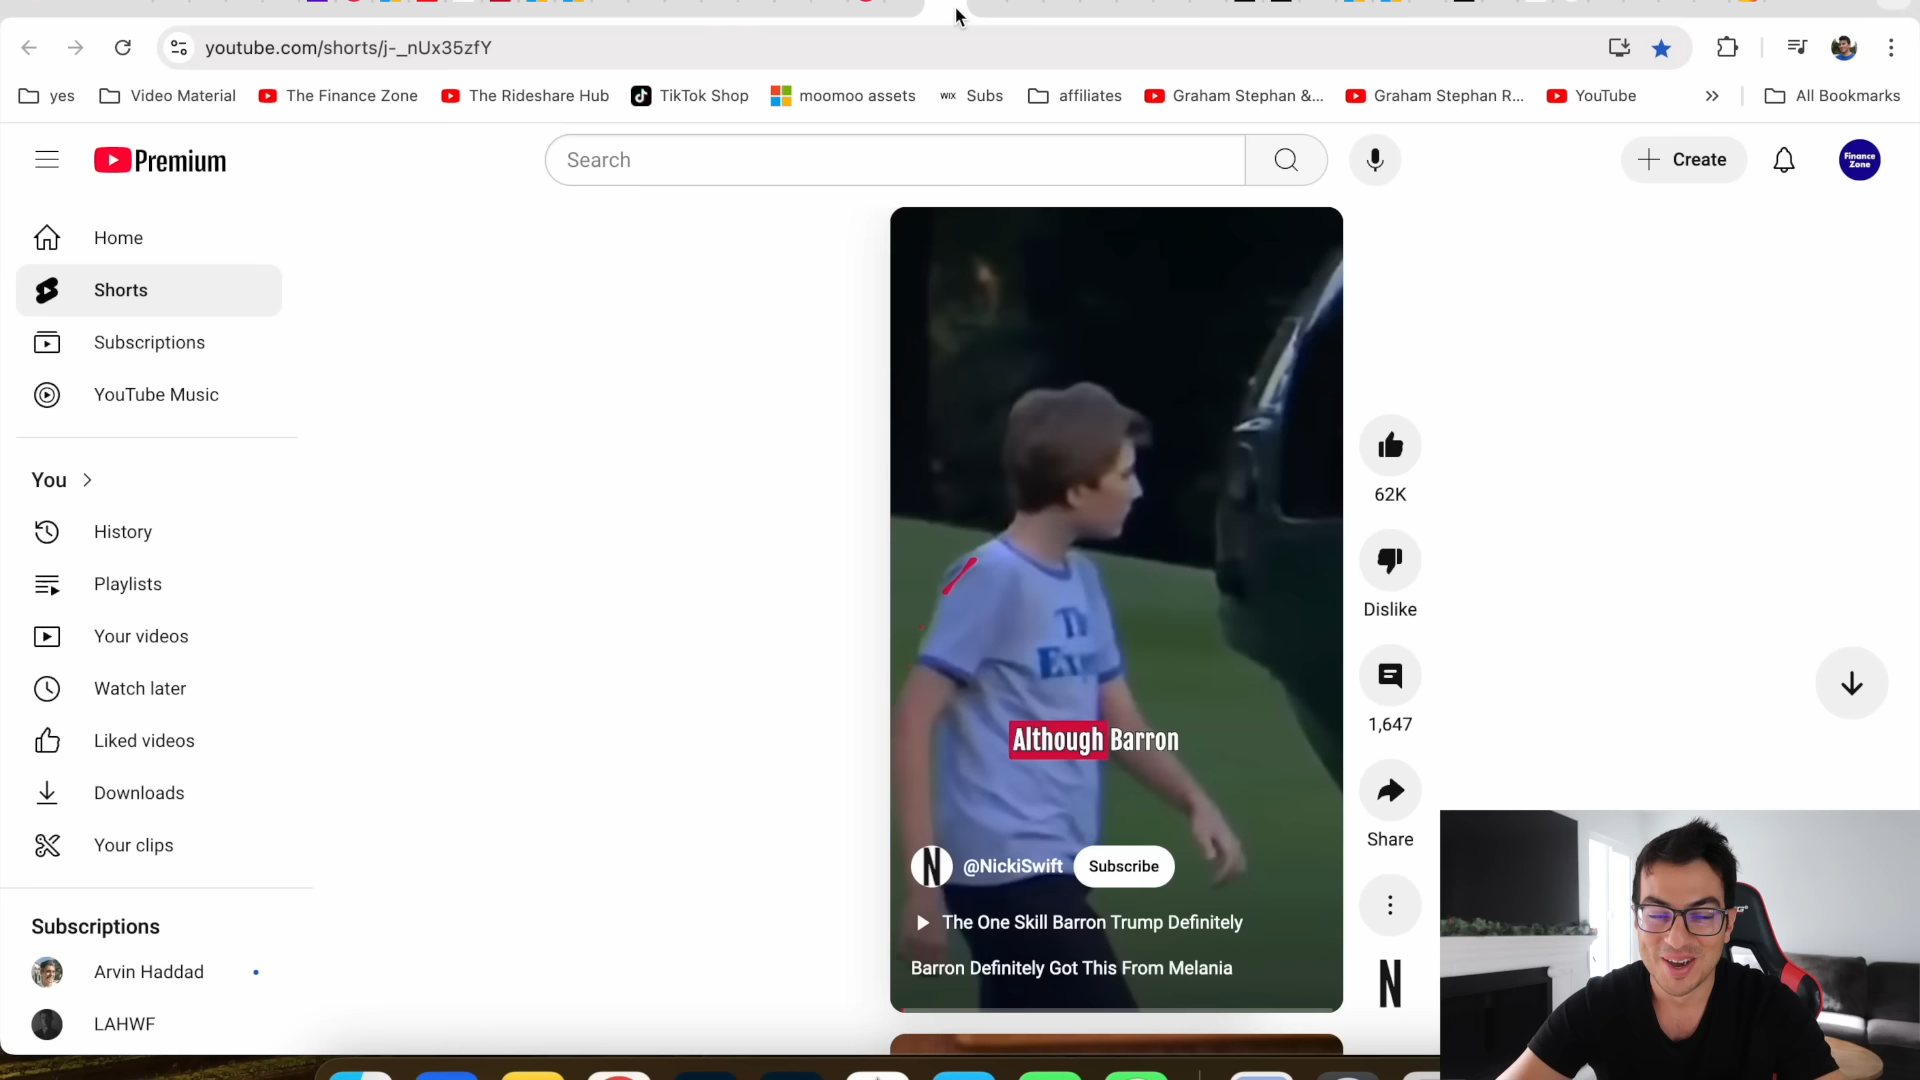 youtube.com/shorts/j-_nUx35zfY
yes
Video Material
The Finance Zone
The Rideshare Hub
TikTok Shop
moomoo assets
WIX Subs
affiliates
Graham Stephan &...
Graham Stephan R...
YouTube
All Bookmarks
Premium
Search
Create
Finance
Zone
Home
Shorts
Subscriptions
YouTube Music
You
History
Playlists
Your videos
Watch later
Liked videos
Downloads
Your clips
Subscriptions
Arvin Haddad
LAHWF
Although Barron
N @NickiSwift Subscribe
The One Skill Barron Trump Definitely
Barron Definitely Got This From Melania
62K
Dislike
1,647
Share
N